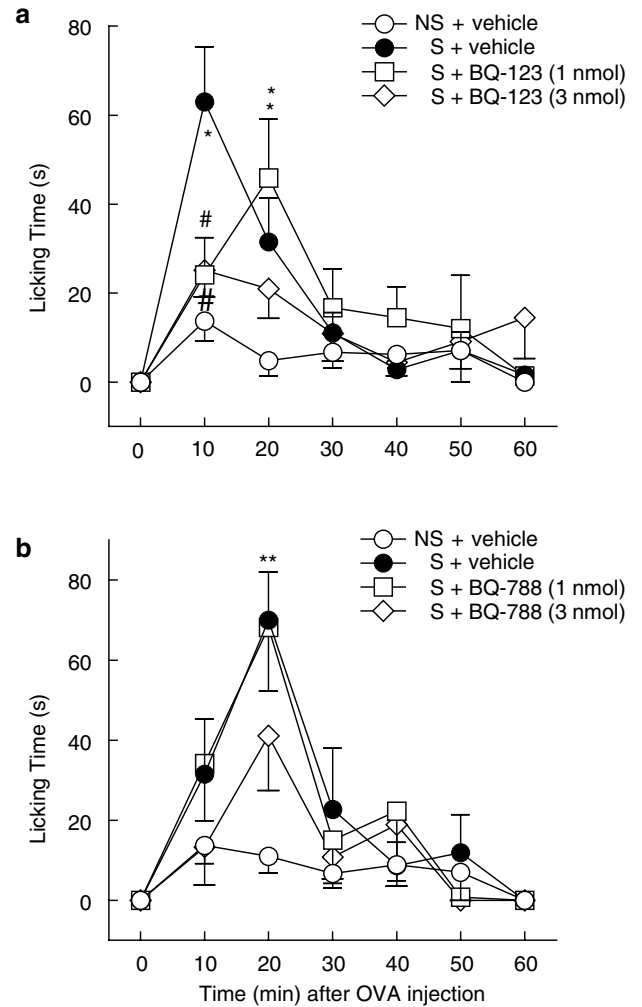 a
NS + vehicle
S + vehicle
S + BQ-123 (1 nmol)
S + BQ-123 (3 nmol)
80
60
40
20
0
Licking Time (s)
*
*
*
#
#
0 10 20 30 40 50 60
b
NS + vehicle
S + vehicle
S + BQ-788 (1 nmol)
S + BQ-788 (3 nmol)
80
60
40
20
0
Licking Time (s)
**
0 10 20 30 40 50 60
Time (min) after OVA injection